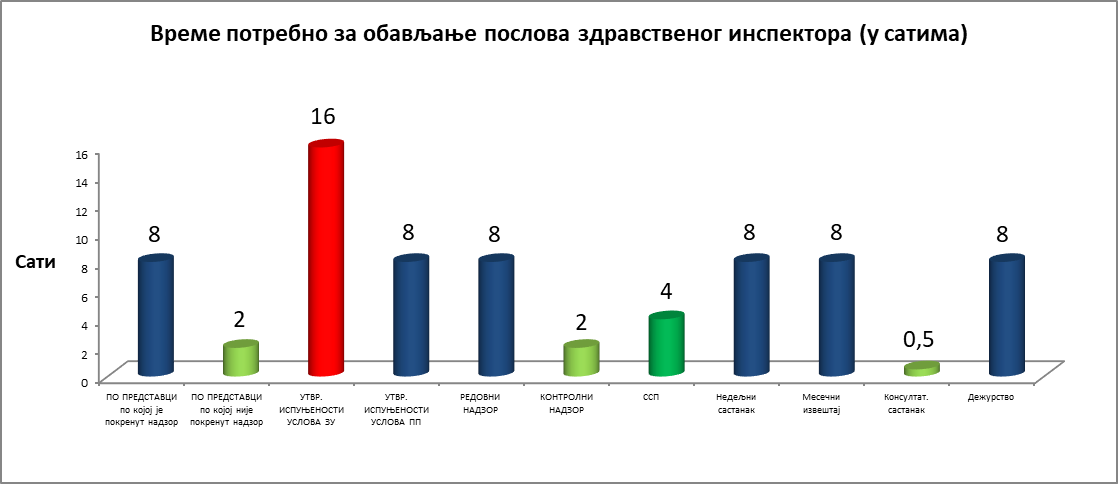 Време потребно за обављање послова здравственог инспектора (у сатима)
Сати
16
14
12
10
8
6
4
2
0
8
2
16
8
8
2
4
8
8
0,5
8
ПО ПРЕДСТАВЦИ
по којој је
покренут надзор
ПО ПРЕДСТАВЦИ
по којој није
покренут надзор
УТВР.
ИСПУЊЕНОСТИ
УСЛОВА ЗУ
УТВР.
ИСПУЊЕНОСТИ
УСЛОВА ПП
РЕДОВНИ
НАДЗОР
КОНТРОЛНИ
НАДЗОР
ССП
Недељни
састанак
Месечни
извештај
Консултат.
састанак
Дежурство